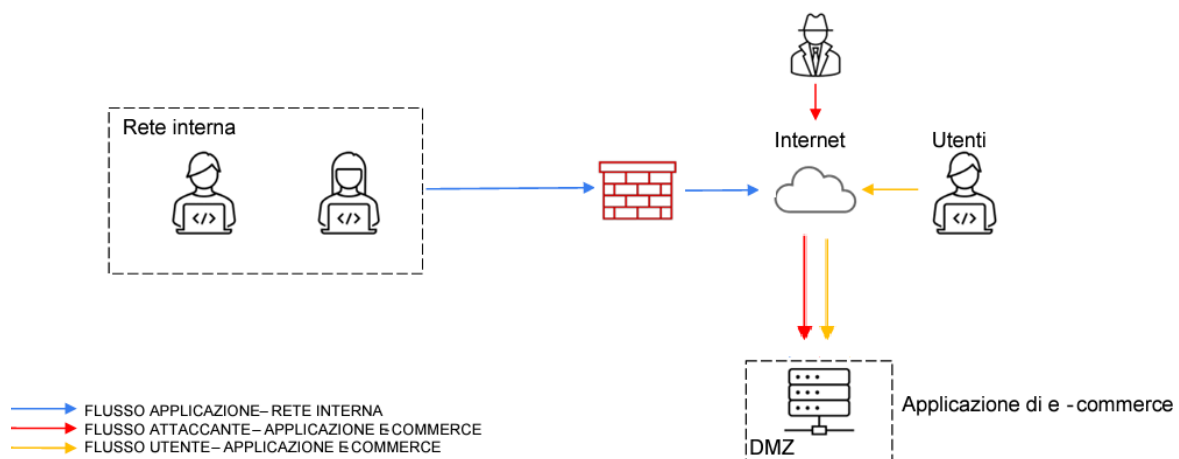 Rete interna
Internet
Utenti
</>
</>
</>
Applicazione di e - commerce
DMZ
FLUSSO APPLICAZIONE– RETE INTERNA
FLUSSO ATTACCANTE – APPLICAZIONE E-COMMERCE
FLUSSO UTENTE – APPLICAZIONE E-COMMERCE